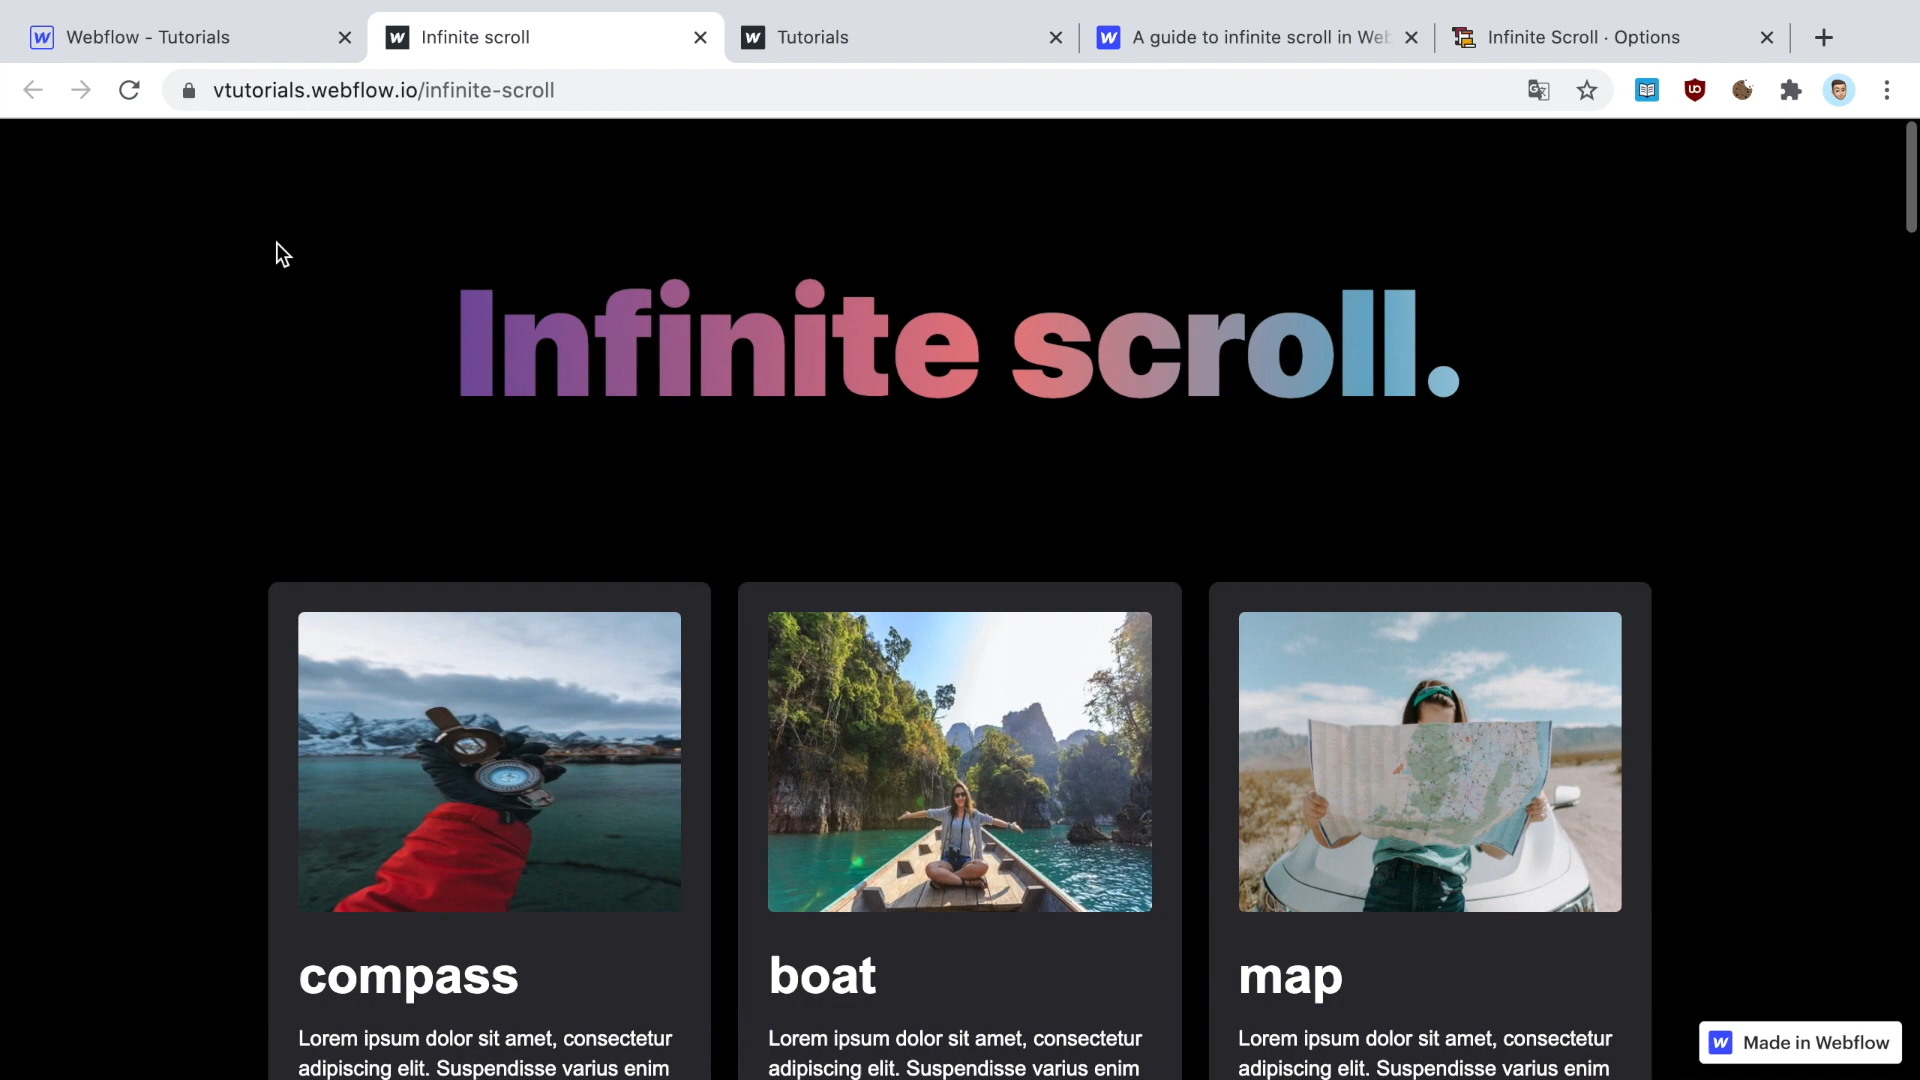 Webflow - Tutorials
Infinite scroll
Tutorials
A guide to infinite scroll in Web
Infinite Scroll · Options
vtutorials.webflow.io/infinite-scroll
Infinite scroll.
compass
Lorem ipsum dolor sit amet, consectetur
adipiscing elit. Suspendisse varius enim
boat
Lorem ipsum dolor sit amet, consectetur
adipiscing elit. Suspendisse varius enim
map
Lorem ipsum dolor sit amet, consectetur
adipiscing elit. Suspendisse varius enim
Made in Webflow